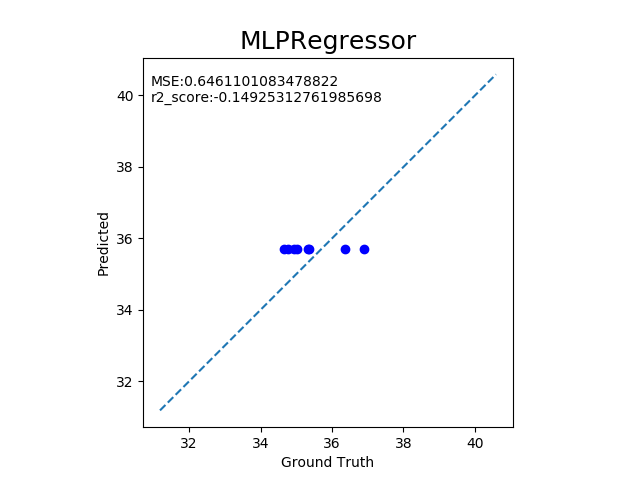 MLPRegressor
MSE:0.6461101083478822
r2_score:-0.14925312761985698
40
38
36
34
32
Predicted
32 34 36 38 40
Ground Truth